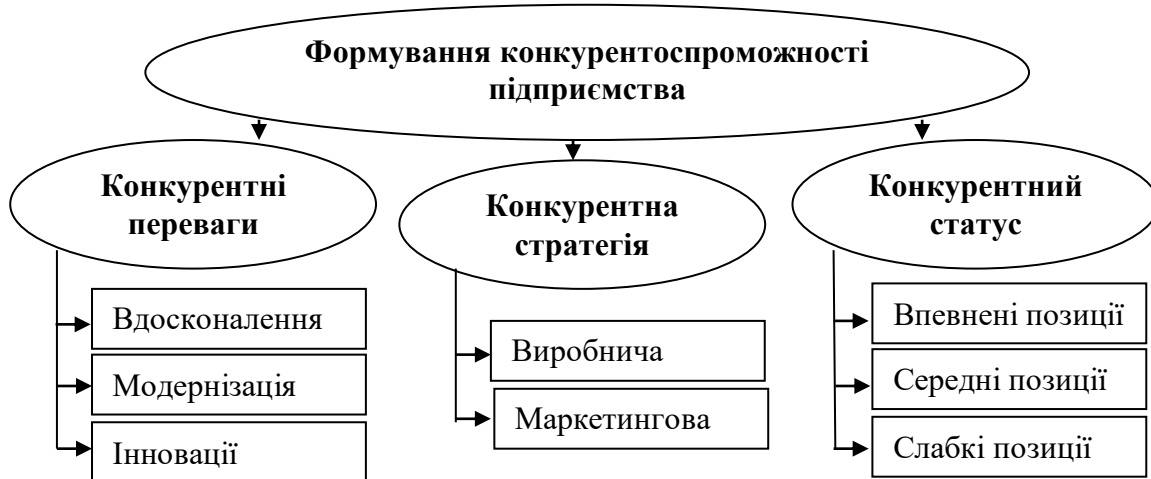 Формування конкурентоспроможності
підприємства
Конкурентні
переваги
Вдосконалення
Модернізація
Інновації
Конкурентна
стратегія
Виробнича
Маркетингова
Конкурентний
статус
Впевнені позиції
Середні позиції
Слабкі позиції